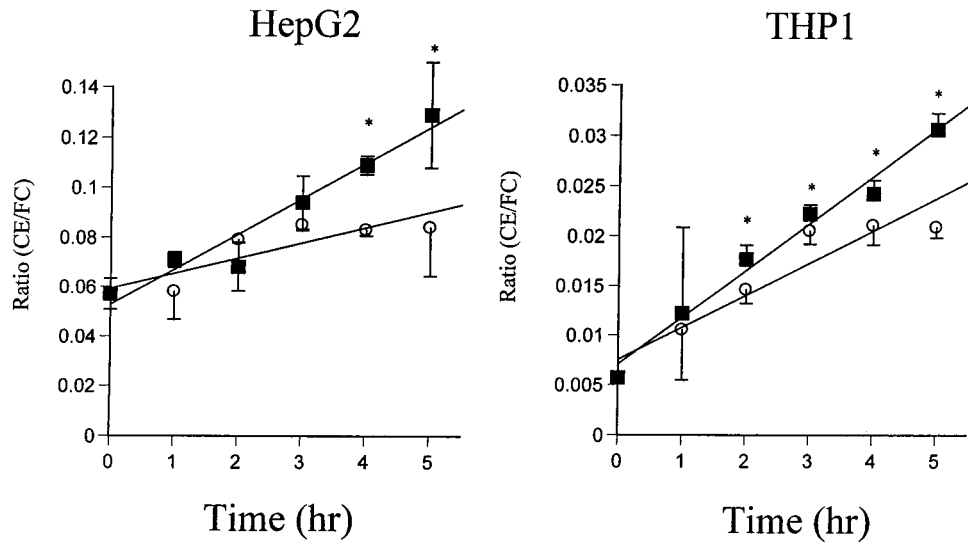 HepG2
Ratio (CE/FC)
0.14
0.12
0.1
0.08
0.06
0.04
0.02
0
0 1 2 3 4 5
Time (hr)
* *
THP1
Ratio (CE/FC)
0.035
0.03
0.025
0.02
0.015
0.01
0.005
0
0 1 2 3 4 5
Time (hr)
* * * *